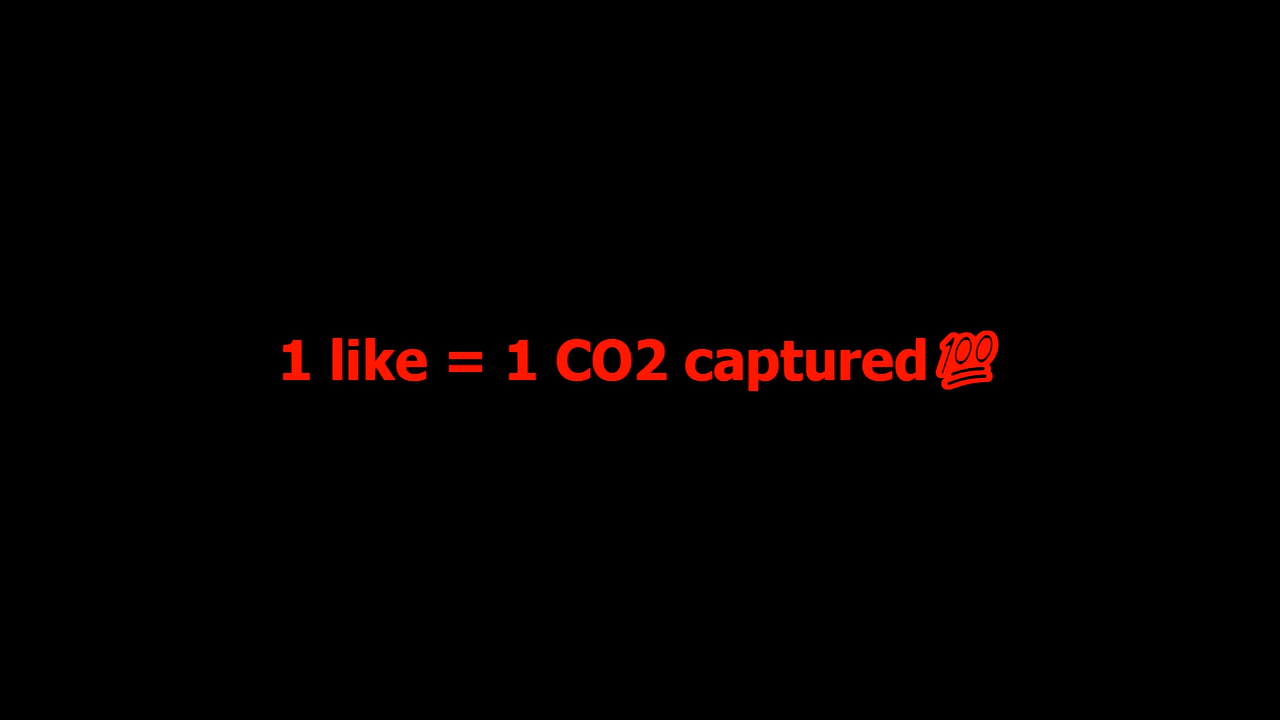 1 like = 1 CO2 captured💯